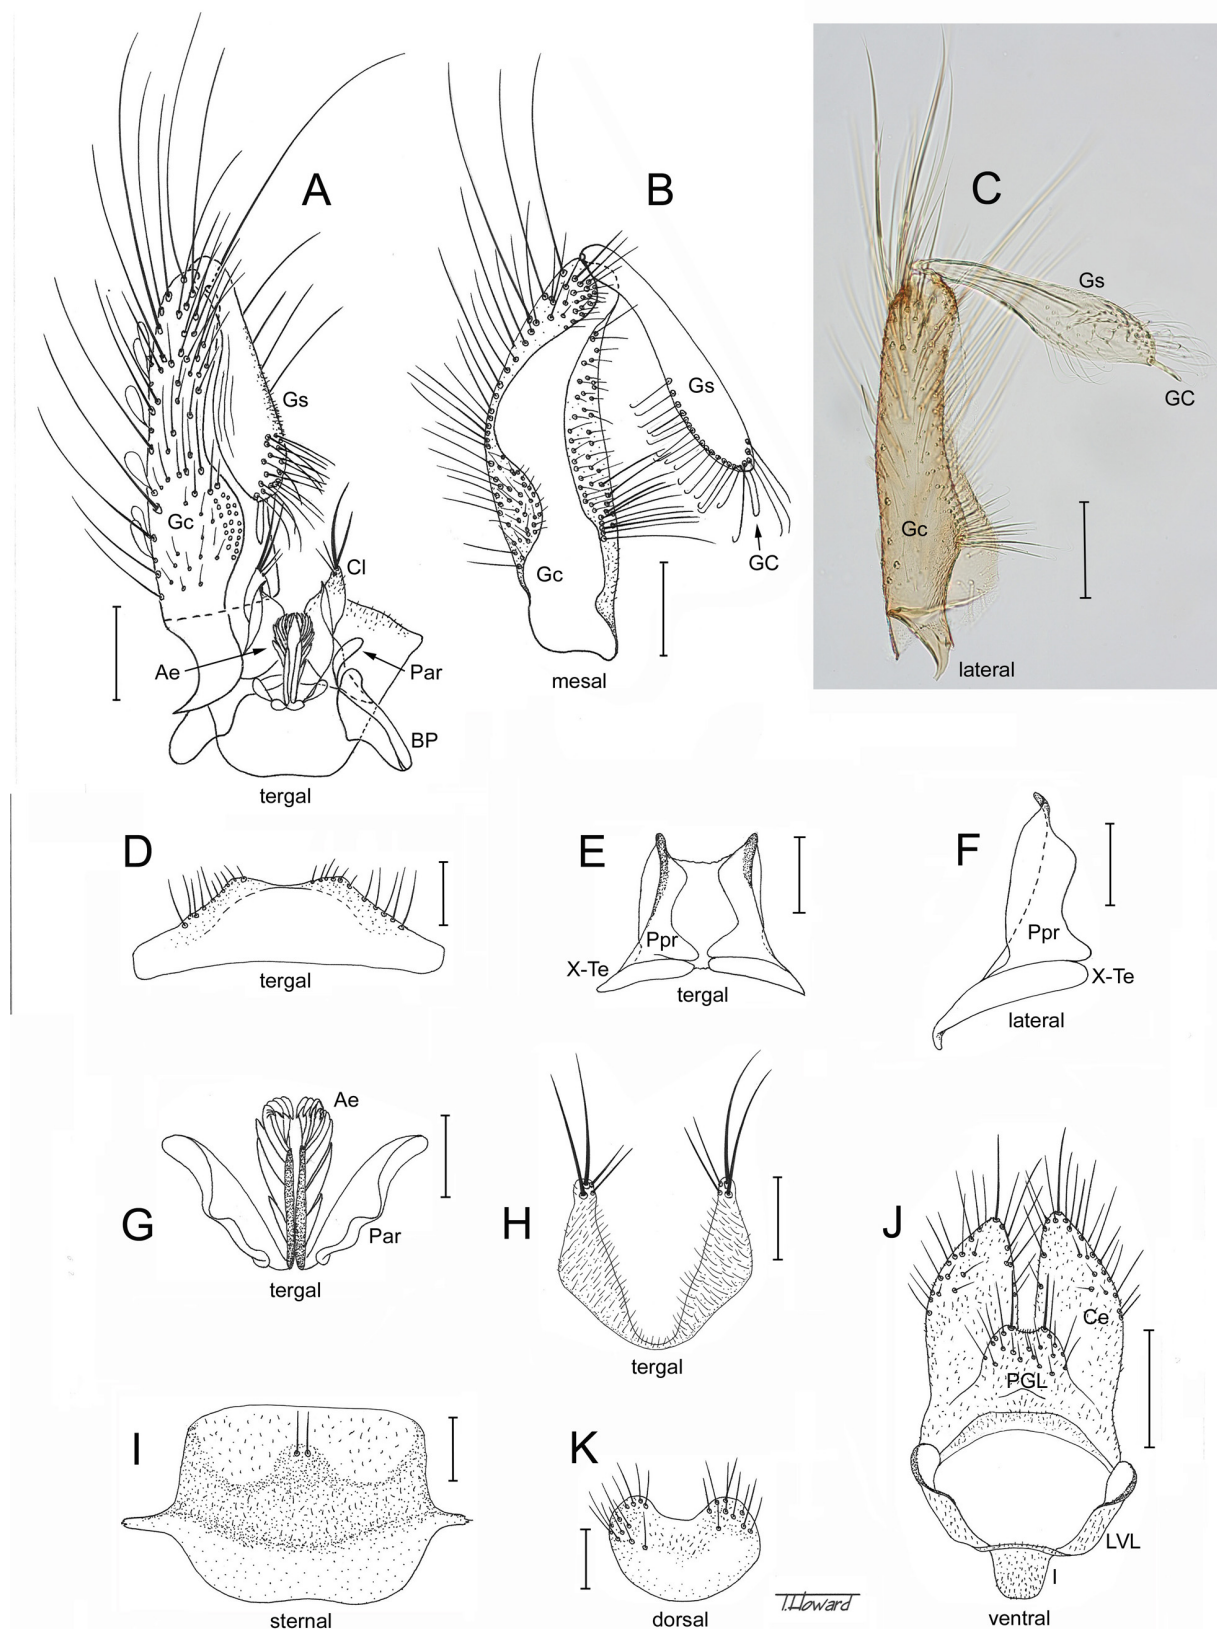 A
Gs
Gc
Cl
Ae
Par
BP
tergal
B
Gs
Gc
GC
mesal
C
Gs
GC
Gc
lateral
D
tergal
E
Ppr
X-Te
tergal
F
Ppr
X-Te
lateral
G
Ae
Par
tergal
H
tergal
I
sternal
J
Ce
PGL
LVL
I
ventral
K
dorsal
T.Howard